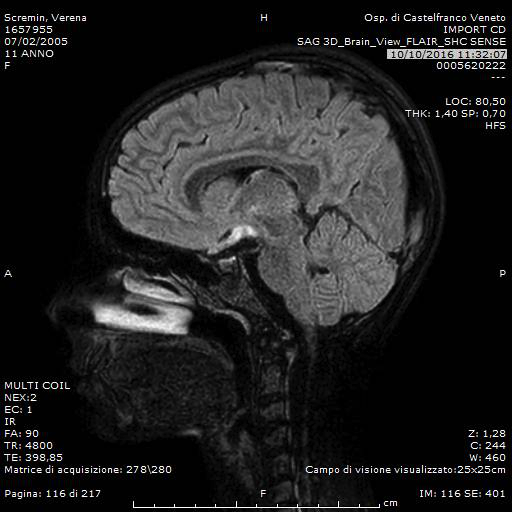 Scremin, Verena
1657955
07/02/2005
11 ANNO
F
H
Osp. di Castelfranco Veneto
IMPORT CD
SAG 3D_Brain_View_FLAIR_SHC SENSE
10/10/2016 11:32:07
0005620222
---
LOC: 80,50
THK: 1,40 SP: 0,70
HFS
A
P
MULTI COIL
NEX:2
EC: 1
IR
FA: 90
TR: 4800
TE: 398,85
Matrice di acquisizione: 278\280
Pagina: 116 di 217
F
Z: 1,28
C: 244
W: 460
Campo di visione visualizzato:25x25cm
IM: 116 SE: 401
cm